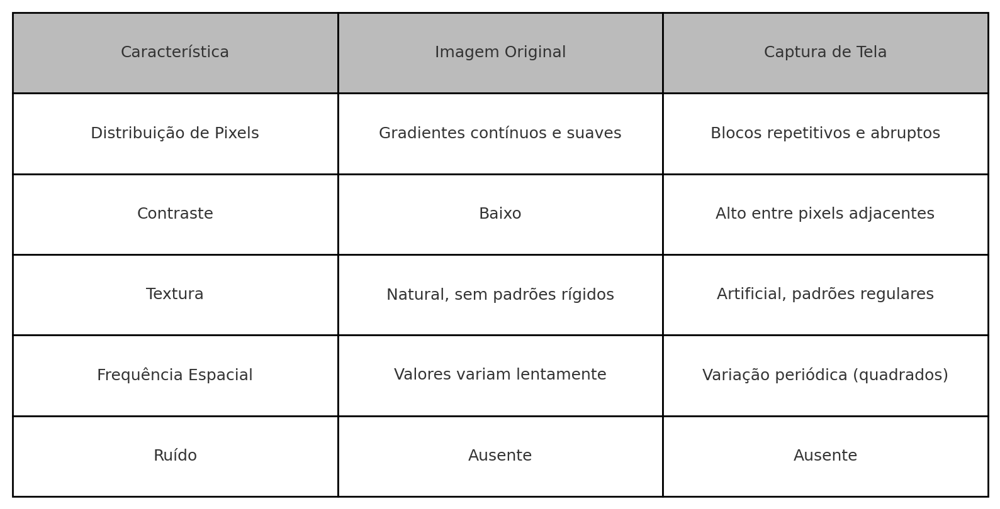 Característica Imagem Original Captura de Tela
Distribuição de Pixels Gradientes contínuos e suaves Blocos repetitivos e abruptos
Contraste Baixo Alto entre pixels adjacentes
Textura Natural, sem padrões rígidos Artificial, padrões regulares
Frequência Espacial Valores variam lentamente Variação periódica (quadrados)
Ruído Ausente Ausente